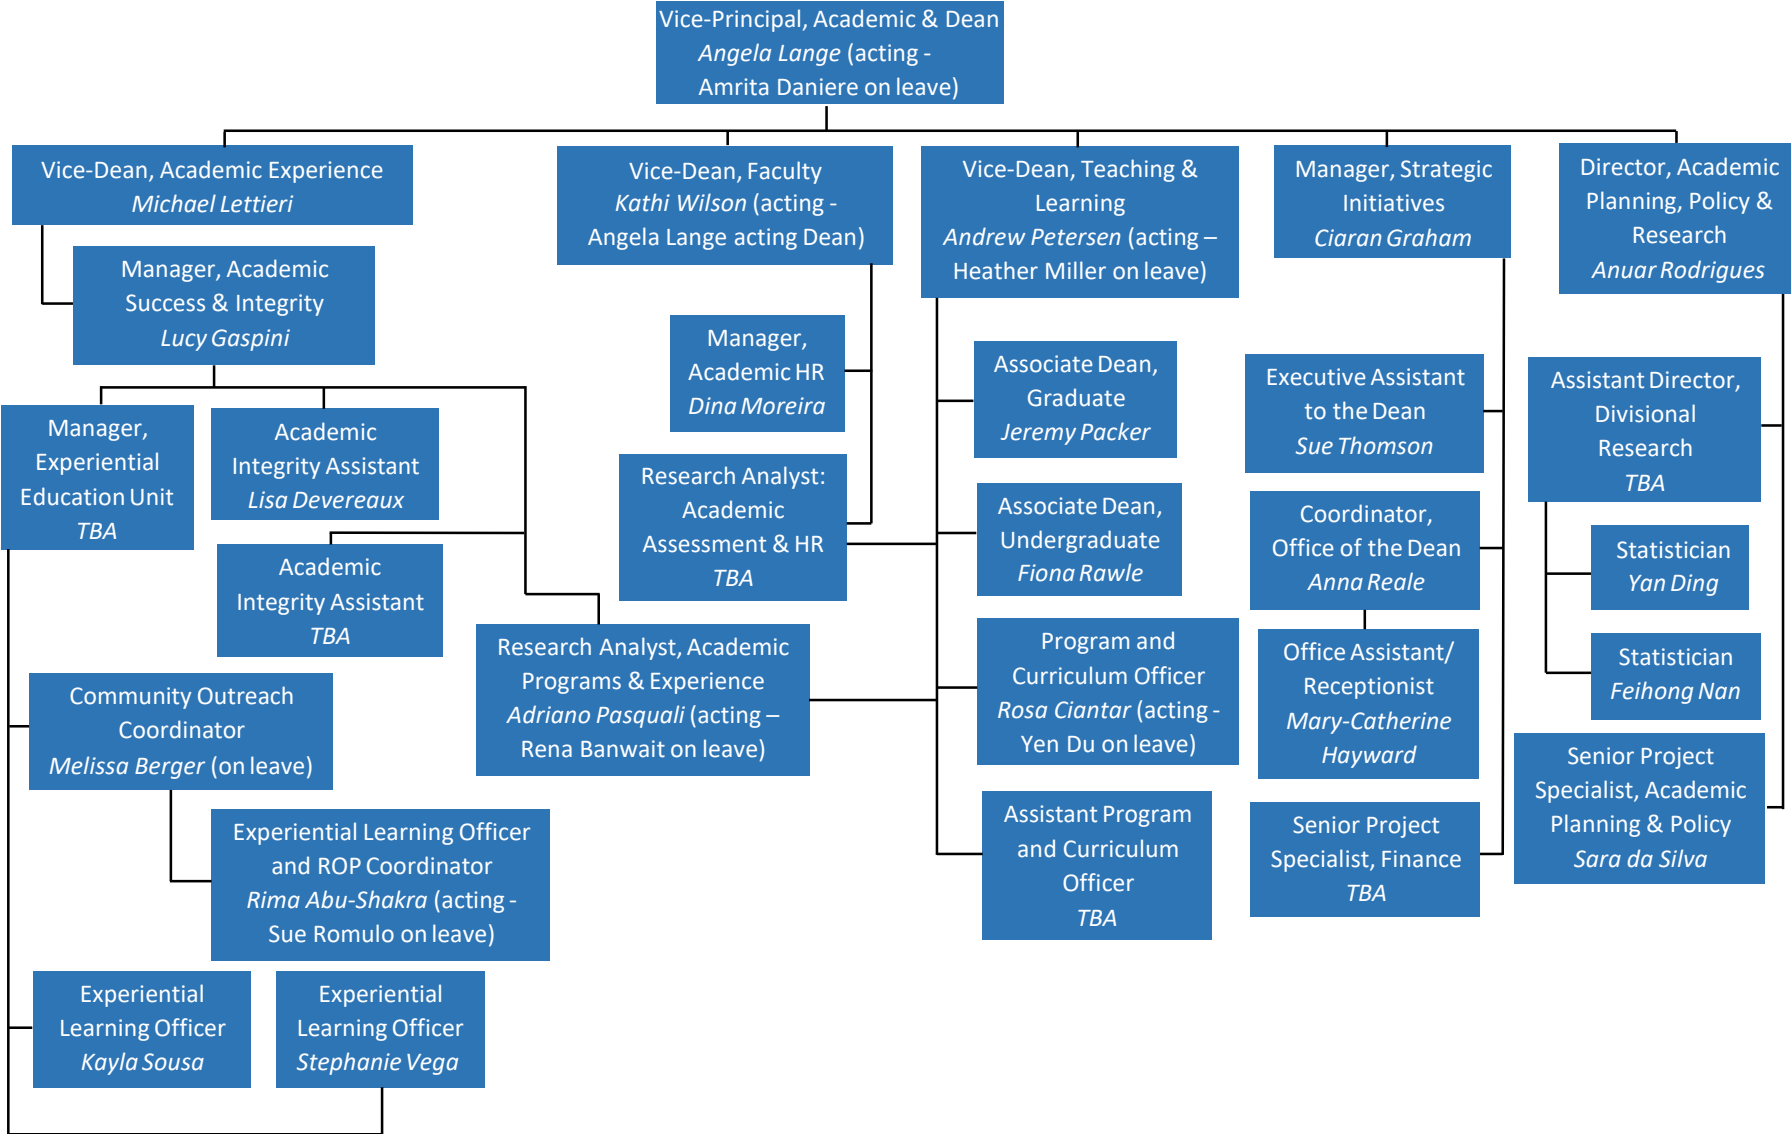 Vice-Principal, Academic & Dean
Angela Lange (acting -
Amrita Daniere on leave)
Vice-Dean, Academic Experience
Michael Lettieri
Manager, Academic
Success & Integrity
Lucy Gaspini
Manager,
Experiential
Education Unit
TBA
Academic
Integrity Assistant
Lisa Devereaux
Academic
Integrity Assistant
TBA
Research Analyst, Academic
Programs & Experience
Adriano Pasquali (acting –
Rena Banwait on leave)
Community Outreach
Coordinator
Melissa Berger (on leave)
Experiential Learning Officer
and ROP Coordinator
Rima Abu-Shakra (acting -
Sue Romulo on leave)
Experiential
Learning Officer
Kayla Sousa
Experiential
Learning Officer
Stephanie Vega
Vice-Dean, Faculty
Kathi Wilson (acting -
Angela Lange acting Dean)
Manager,
Academic HR
Dina Moreira
Research Analyst:
Academic
Assessment & HR
TBA
Vice-Dean, Teaching &
Learning
Andrew Petersen (acting –
Heather Miller on leave)
Associate Dean,
Graduate
Jeremy Packer
Associate Dean,
Undergraduate
Fiona Rawle
Program and
Curriculum Officer
Rosa Ciantar (acting -
Yen Du on leave)
Assistant Program
and Curriculum
Officer
TBA
Manager, Strategic
Initiatives
Ciaran Graham
Executive Assistant
to the Dean
Sue Thomson
Coordinator,
Office of the Dean
Anna Reale
Office Assistant/
Receptionist
Mary-Catherine
Hayward
Senior Project
Specialist, Finance
TBA
Director, Academic
Planning, Policy &
Research
Anuar Rodrigues
Assistant Director,
Divisional
Research
TBA
Statistician
Yan Ding
Statistician
Feihong Nan
Senior Project
Specialist, Academic
Planning & Policy
Sara da Silva